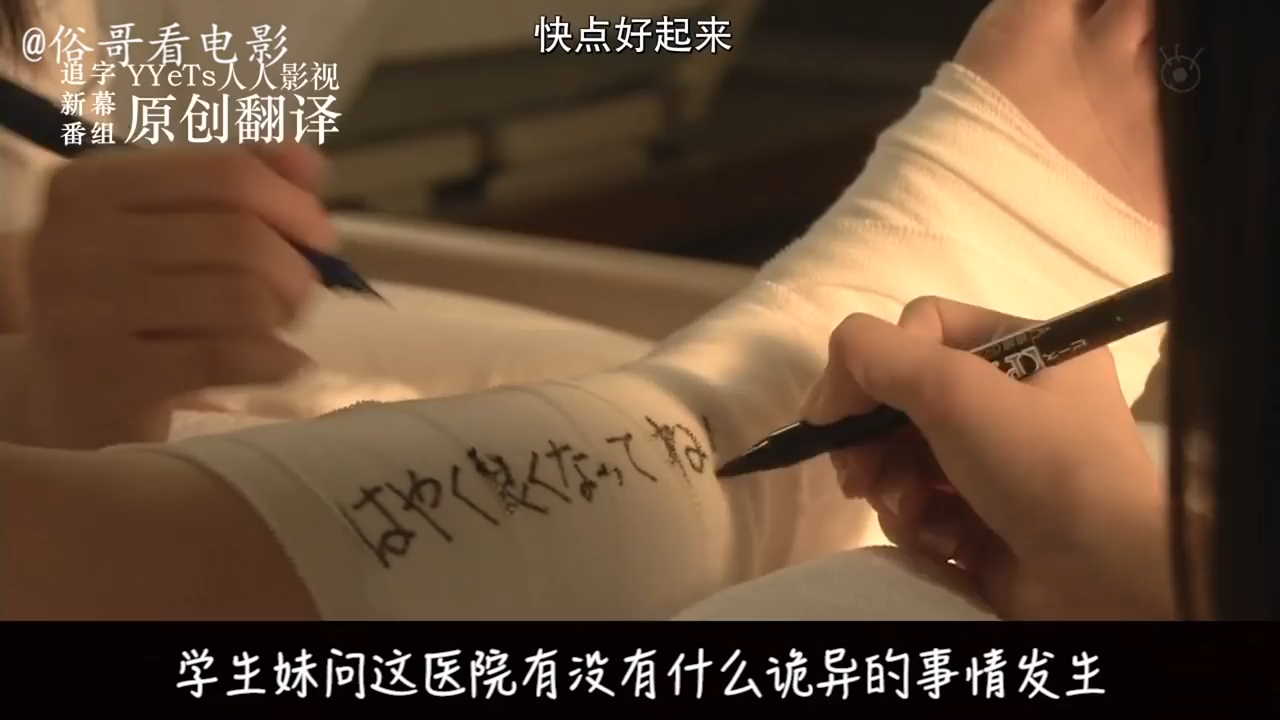 快点好起来
@俗哥看电影
追新番
字幕组
YYeTs人人影视
原创翻译
はやく良くなってね!
学生妹问这医院有没有什么诡异的事情发生